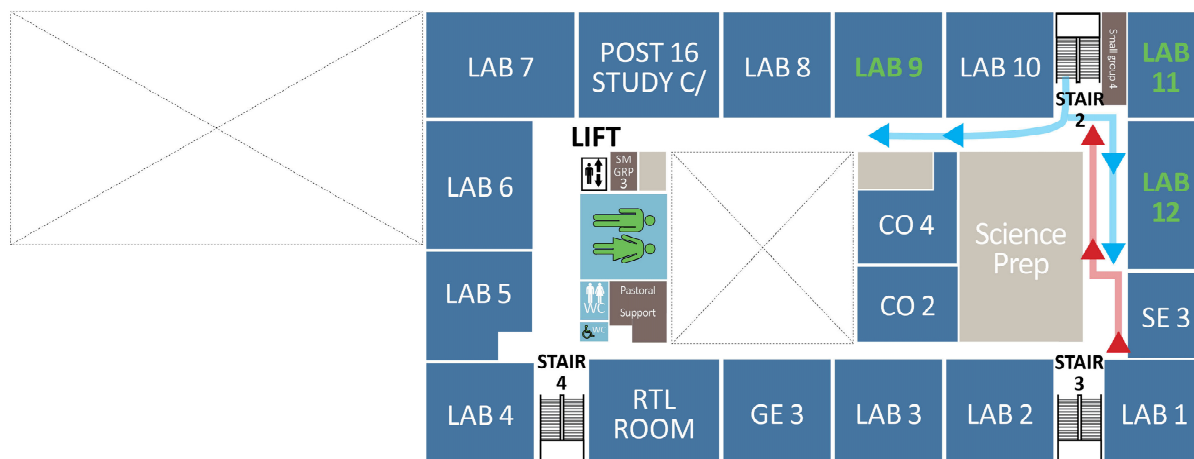 LAB 7
POST 16
STUDY C/
LAB 8
LAB 9
LAB 10
STAIR
2
Small group 4
LAB
11
LIFT
SM
GRP
3
LAB 6
LAB
12
CO 4
Science
Prep
LAB 5
WC
Pastoral
Support
WC
CO 2
SE 3
STAIR
4
STAIR
3
LAB 4
RTL
ROOM
GE 3
LAB 3
LAB 2
LAB 1